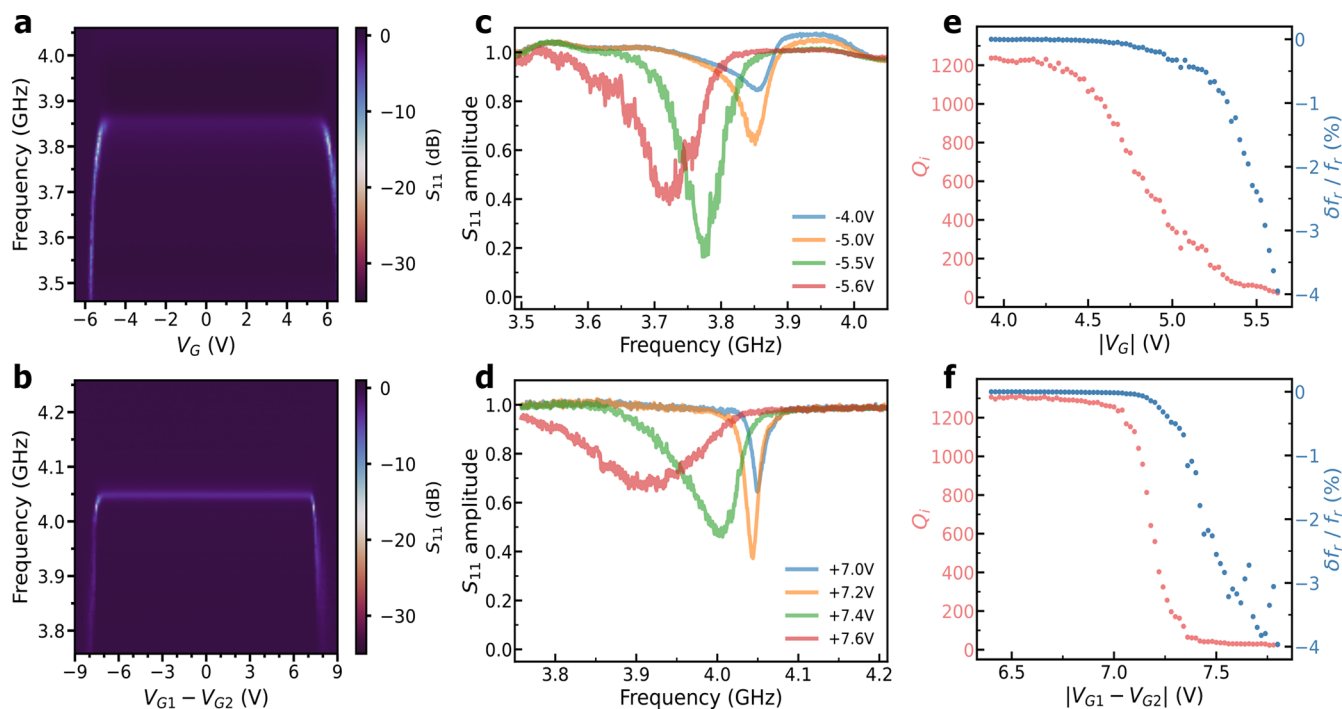 a
Frequency (GHz)
4.0
3.9
3.8
3.7
3.6
3.5
−6 −4 −2 0 2 4 6
V_G (V)
0
−10
−20
−30
S₁₁ (dB)
c
S₁₁ amplitude
1.0
0.8
0.6
0.4
0.2
0.0
-4.0V
-5.0V
-5.5V
-5.6V
3.5 3.6 3.7 3.8 3.9 4.0
Frequency (GHz)
e
Q_i
1200
1000
800
600
400
200
0
4.0 4.5 5.0 5.5
|V_G| (V)
0
−1
−2
−3
−4
δf_r / f_r (%)
b
Frequency (GHz)
4.2
4.1
4.0
3.9
3.8
−9 −6 −3 0 3 6 9
V_G1 − V_G2 (V)
0
−10
−20
−30
S₁₁ (dB)
d
S₁₁ amplitude
1.0
0.8
0.6
0.4
0.2
0.0
+7.0V
+7.2V
+7.4V
+7.6V
3.8 3.9 4.0 4.1 4.2
Frequency (GHz)
f
Q_i
1200
1000
800
600
400
200
0
6.5 7.0 7.5
|V_G1 − V_G2| (V)
0
−1
−2
−3
−4
δf_r / f_r (%)